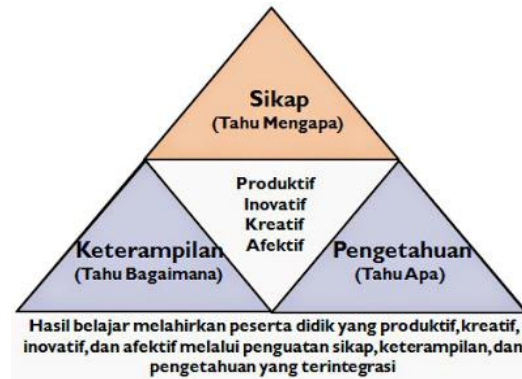 Sikap
(Tahu Mengapa)
Produktif
Inovatif
Kreatif
Afektif
Keterampilan
(Tahu Bagaimana)
Pengetahuan
(Tahu Apa)
Hasil belajar melahirkan peserta didik yang produktif, kreatif,
inovatif, dan afektif melalui penguatan sikap, keterampilan, dan
pengetahuan yang terintegrasi